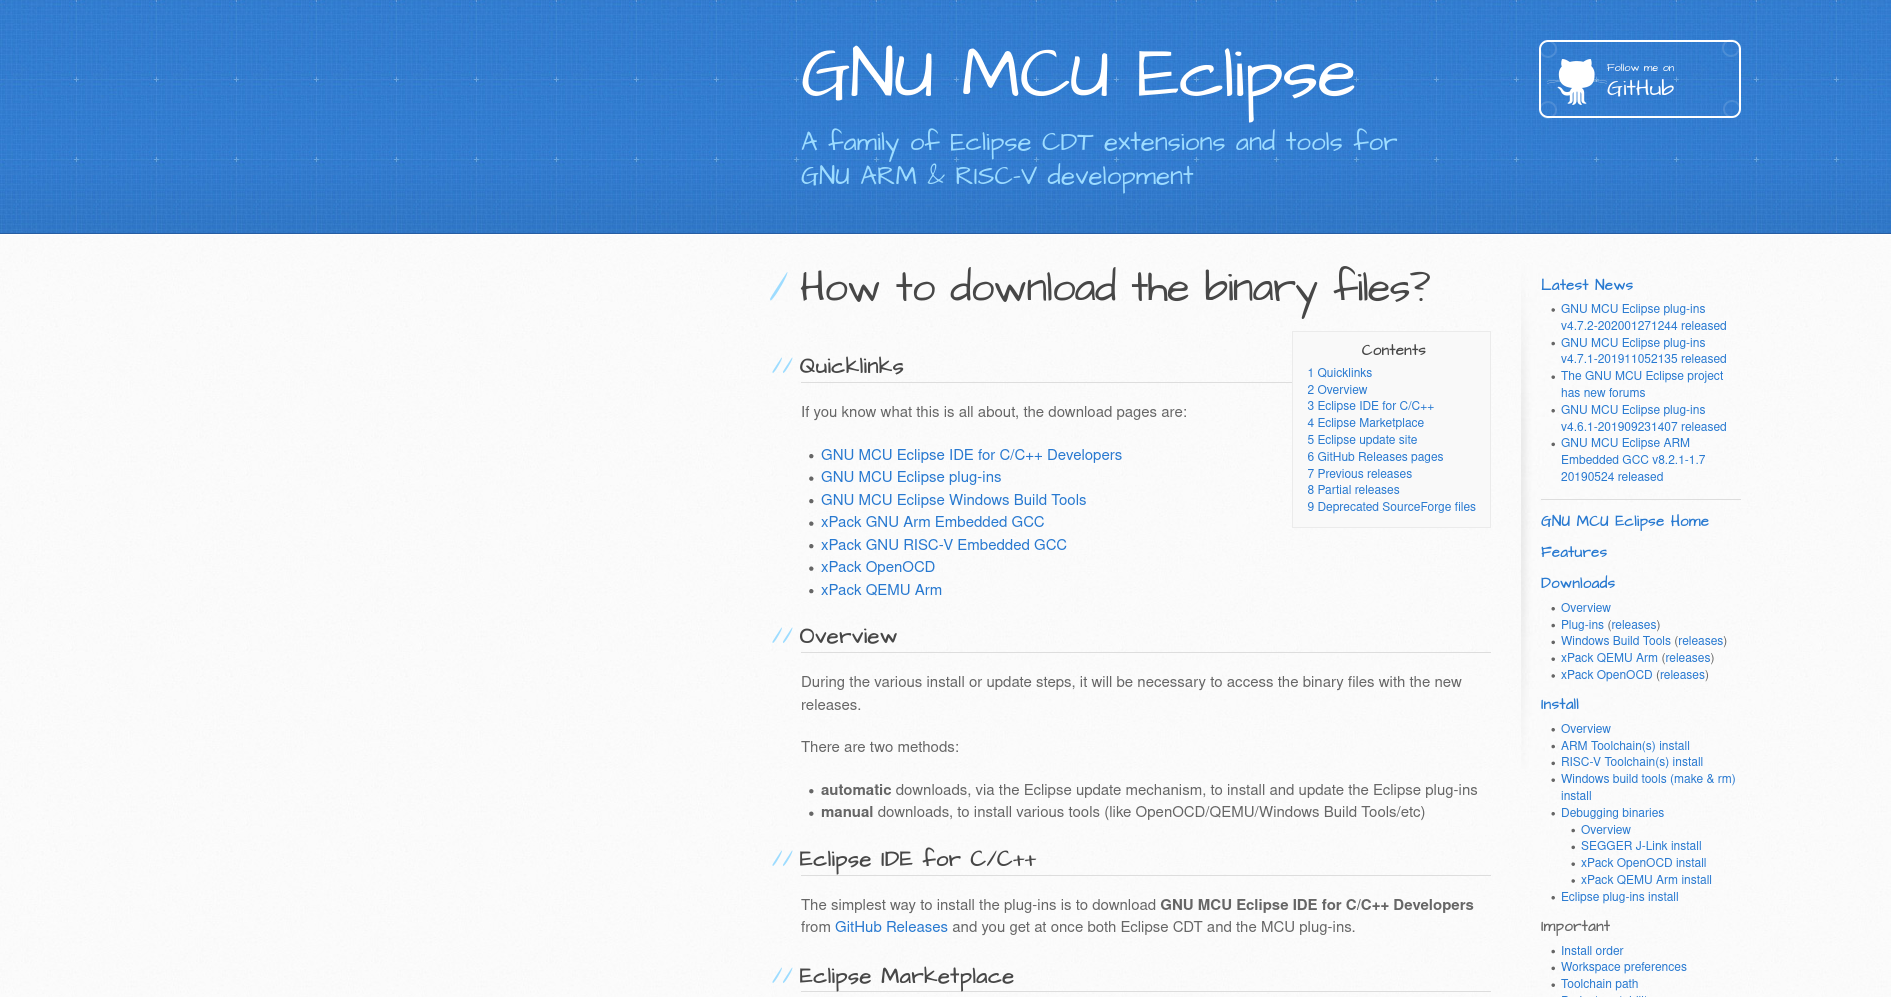 GNU MCU Eclipse
A family of Eclipse CDT extensions and tools for
GNU ARM & RISC-V development
Follow me on
GitHub
/ How to download the binary files?
// Quicklinks
If you know what this is all about, the download pages are:
• GNU MCU Eclipse IDE for C/C++ Developers
• GNU MCU Eclipse plug-ins
• GNU MCU Eclipse Windows Build Tools
• xPack GNU Arm Embedded GCC
• xPack GNU RISC-V Embedded GCC
• xPack OpenOCD
• xPack QEMU Arm
Contents
1 Quicklinks
2 Overview
3 Eclipse IDE for C/C++
4 Eclipse Marketplace
5 Eclipse update site
6 GitHub Releases pages
7 Previous releases
8 Partial releases
9 Deprecated SourceForge files
// Overview
During the various install or update steps, it will be necessary to access the binary files with the new
releases.
There are two methods:
• automatic downloads, via the Eclipse update mechanism, to install and update the Eclipse plug-ins
• manual downloads, to install various tools (like OpenOCD/QEMU/Windows Build Tools/etc)
// Eclipse IDE for C/C++
The simplest way to install the plug-ins is to download GNU MCU Eclipse IDE for C/C++ Developers
from GitHub Releases and you get at once both Eclipse CDT and the MCU plug-ins.
// Eclipse Marketplace
Latest News
• GNU MCU Eclipse plug-ins
v4.7.2-202001271244 released
• GNU MCU Eclipse plug-ins
v4.7.1-201911052135 released
• The GNU MCU Eclipse project
has new forums
• GNU MCU Eclipse plug-ins
v4.6.1-201909231407 released
• GNU MCU Eclipse ARM
Embedded GCC v8.2.1-1.7
20190524 released
GNU MCU Eclipse Home
Features
Downloads
• Overview
• Plug-ins (releases)
• Windows Build Tools (releases)
• xPack QEMU Arm (releases)
• xPack OpenOCD (releases)
Install
• Overview
• ARM Toolchain(s) install
• RISC-V Toolchain(s) install
• Windows build tools (make & rm)
install
• Debugging binaries
• Overview
• SEGGER J-Link install
• xPack OpenOCD install
• xPack QEMU Arm install
• Eclipse plug-ins install
Important
• Install order
• Workspace preferences
• Toolchain path